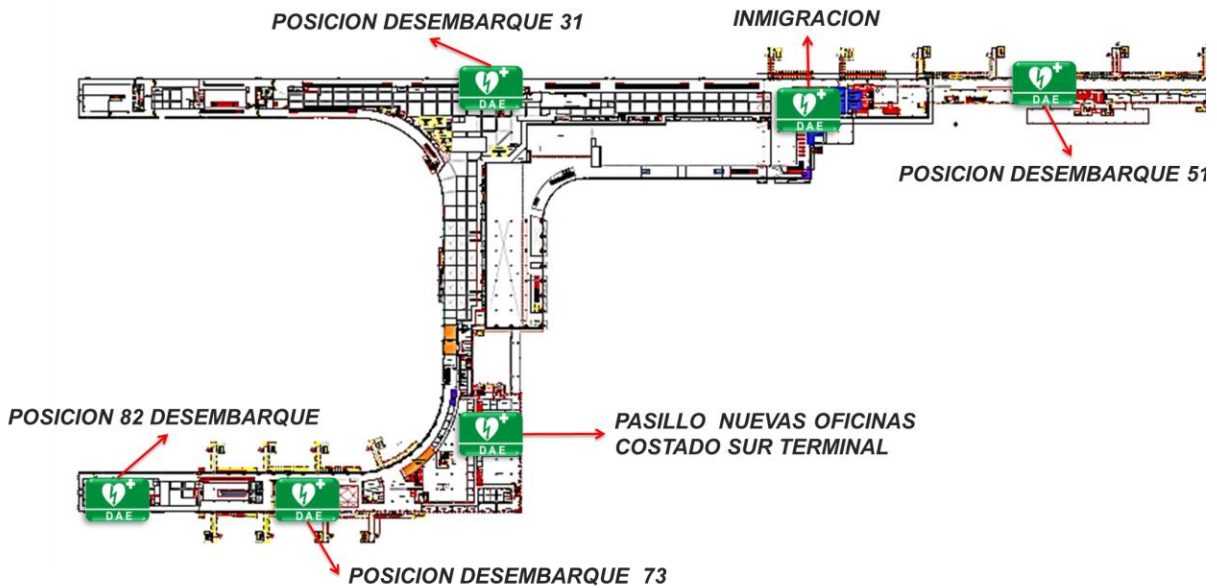 POSICION DESEMBARQUE 31
INMIGRACION
DAE
DAE
DAE
POSICION DESEMBARQUE 51
POSICION 82 DESEMBARQUE
DAE
PASILLO NUEVAS OFICINAS
COSTADO SUR TERMINAL
DAE
DAE
POSICION DESEMBARQUE 73